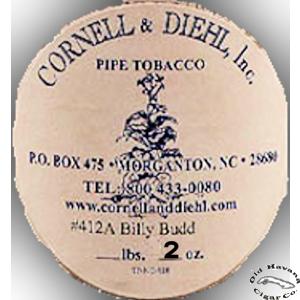 CORNELL & DIEHL, Inc.
PIPE TOBACCO
P.O. BOX 475 · MORGANTON, NC · 28680
TEL: 800 433-0080
www.cornellanddiehl.com
#412A Billy Budd
___lbs. 2 oz.
Old Havana
Cigar Co.